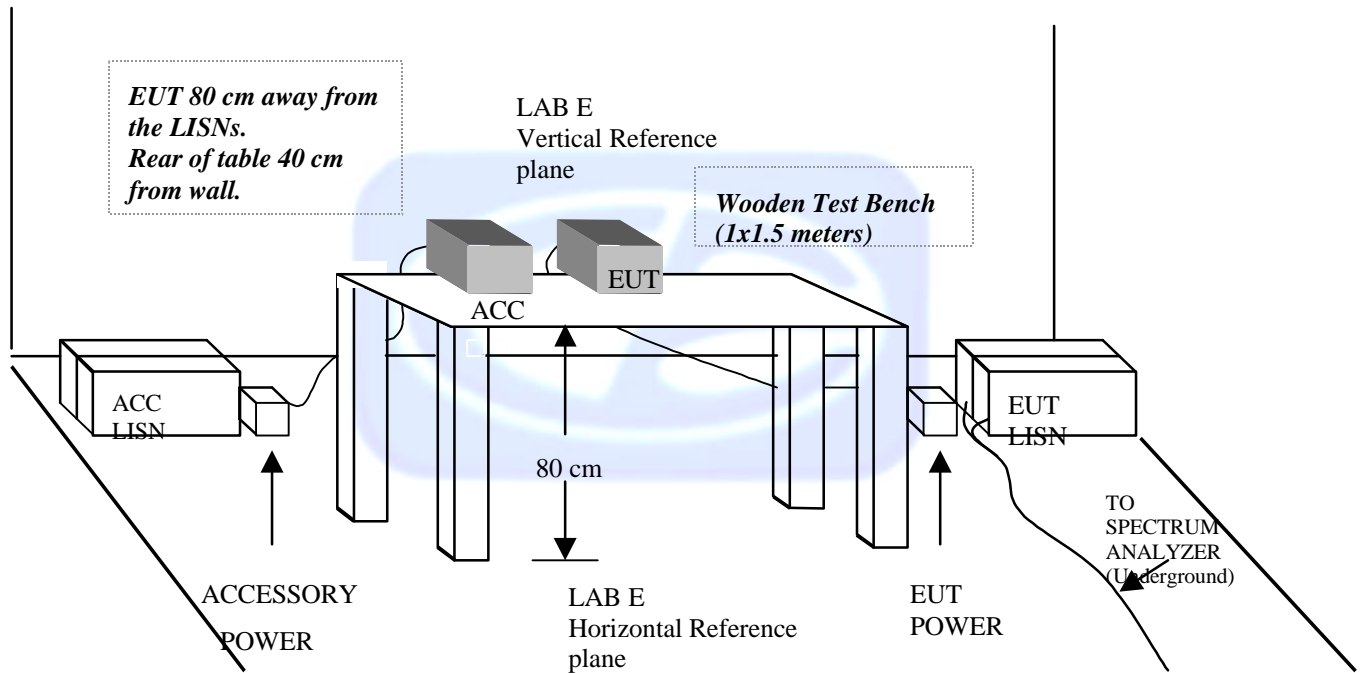 EUT 80 cm away from
the LISNs.
Rear of table 40 cm
from wall.
LAB E
Vertical Reference
plane
Wooden Test Bench
(1x1.5 meters)
EUT
ACC
ACC
LISN
EUT
LISN
80 cm
TO
SPECTRUM
ANALYZER
(Underground)
ACCESSORY
POWER
LAB E
Horizontal Reference
plane
EUT
POWER